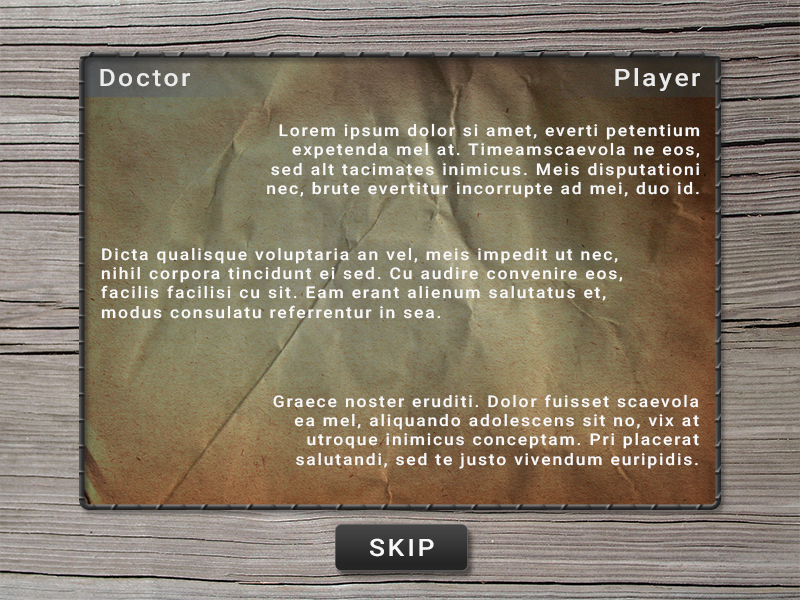 Doctor
Player
Lorem ipsum dolor si amet, everti petentium
expetenda mel at. Timeamscaevola ne eos,
sed alt tacimates inimicus. Meis disputationi
nec, brute evertitur incorrupte ad mei, duo id.
Dicta qualisque voluptaria an vel, meis impedit ut nec,
nihil corpora tincidunt ei sed. Cu audire convenire eos,
facilis facilisi cu sit. Eam erant alienum salutatus et,
modus consulatu referrentur in sea.
Graece noster eruditi. Dolor fuisset scaevola
ea mel, aliquando adolescens sit no, vix at
utroque inimicus conceptam. Pri placerat
salutandi, sed te justo vivendum euripidis.
SKIP